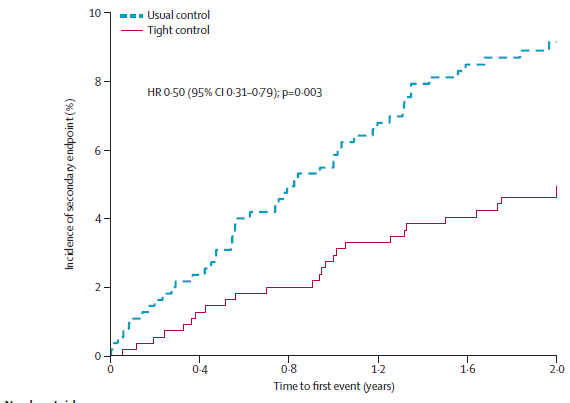 Usual control
Tight control
HR 0·50 (95% CI 0·31–0·79); p=0·003
Incidence of secondary endpoint (%)
10
8
6
4
2
0
0 0·4 0·8 1·2 1·6 2·0
Time to first event (years)